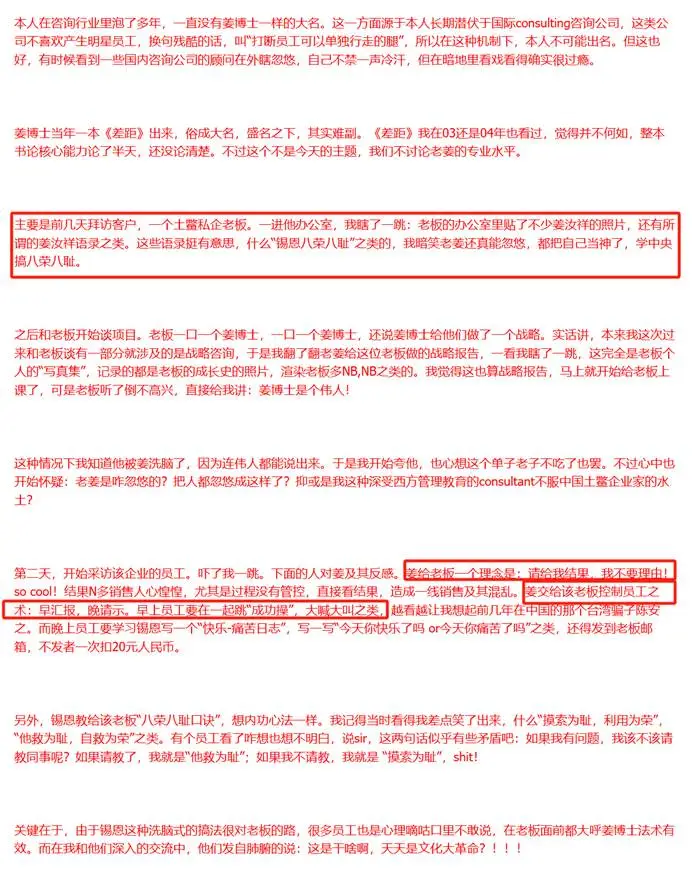 本人在咨询行业里泡了多年，一直没有姜博士一样的大名。这一方面源于本人长期潜伏于国际consulting咨询公司，这类公
司不喜欢产生明星员工，换句残酷的话，叫“打断员工可以单独行走的腿”，所以在这种机制下，本人不可能出名。但这也
好，有时候看到一些国内咨询公司的顾问在外瞎忽悠，自己不禁一声冷汗，但在暗地里看戏看得确实很过瘾。
姜博士当年一本《差距》出来，俗成大名，盛名之下，其实难副。《差距》我在03还是04年也看过，觉得并不何如，整本
书论核心能力论了半天，还没论清楚。不过这个不是今天的主题，我们不讨论老姜的专业水平。
主要是前几天拜访客户，一个土鳖私企老板。一进他办公室，我瞎了一跳：老板的办公室里贴了不少姜汝祥的照片，还有所
谓的姜汝祥语录之类。这些语录挺有意思，什么“锡恩八荣八耻”之类的，我暗笑老姜还真能忽悠，都把自己当神了，学中央
搞八荣八耻。
之后和老板开始谈项目。老板一口一个姜博士，一口一个姜博士，还说姜博士给他们做了一个战略。实话讲，本来我这次过
来和老板谈有一部分就涉及的是战略咨询，于是我翻了翻老姜给这位老板做的战略报告，一看我瞎了一跳，这完全是老板个
人的“写真集”，记录的都是老板的成长史的照片，渲染老板多NB,NB之类的。我觉得这也算战略报告，马上就开始给老板上
课了，可是老板听了倒不高兴，直接给我讲：姜博士是个伟人！
这种情况下我知道他被姜洗脑了，因为连伟人都能说出来。于是我开始夸他，也心想这个单子老子不吃了也罢。不过心中也
开始怀疑：老姜是咋忽悠的？把人都忽悠成这样了？抑或是我这种深受西方管理教育的consultant不服中国土鳖企业家的水
土？
第二天，开始采访该企业的员工。吓了我一跳。下面的人对姜及其反感。姜给老板一个理念是：请给我结果，我不要理由！
so cool！结果N多销售人心惶惶，尤其是过程没有管控，直接看结果，造成一线销售及其混乱。姜交给该老板控制员工之
术：早汇报，晚请示。早上员工要在一起跳“成功操”，大喊大叫之类，越看越让我想起前几年在中国的那个台湾骗子陈安
之。而晚上员工要学习锡恩写一个“快乐-痛苦日志”，写一写“今天你快乐了吗 or今天你痛苦了吗”之类，还得发到老板邮
箱，不发者一次扣20元人民币。
另外，锡恩教给该老板“八荣八耻口诀”，想内功心法一样。我记得当时看得我差点笑了出来，什么“摸索为耻，利用为荣”，
“他救为耻，自救为荣”之类。有个员工看了咋想也想不明白，说sir，这两句话似乎有些矛盾吧：如果我有问题，我该不该请
教同事呢？如果请教了，我就是“他救为耻”；如果我不请教，我就是 “摸索为耻”，shit！
关键在于，由于锡恩这种洗脑式的搞法很对老板的路，很多员工也是心理嘀咕口里不敢说，在老板面前都大呼姜博士法术有
效。而在我和他们深入的交流中，他们发自肺腑的说：这是干啥啊，天天是文化大革命？！！！！